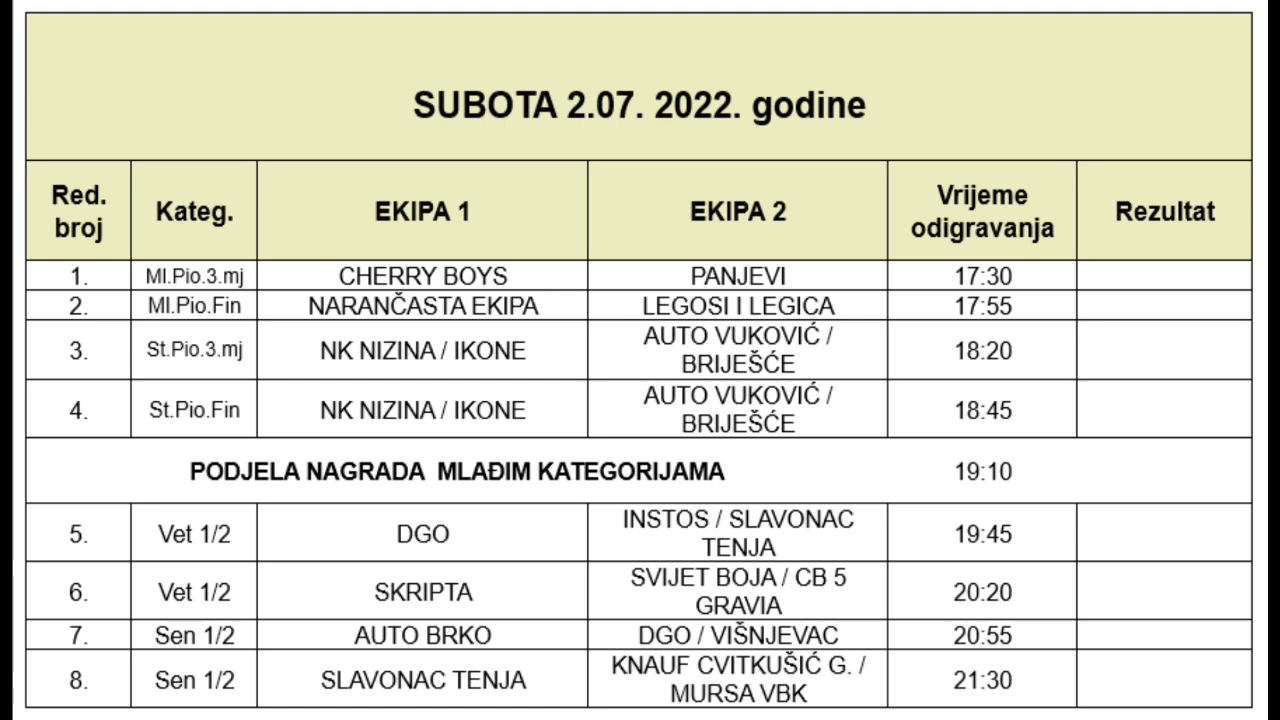 SUBOTA 2.07. 2022. godine
Red. broj Kateg. EKIPA 1 EKIPA 2 Vrijeme odigravanja Rezultat
1. Ml.Pio.3.mj CHERRY BOYS PANJEVI 17:30
2. Ml.Pio.Fin NARANČASTA EKIPA LEGOSI I LEGICA 17:55
3. St.Pio.3.mj NK NIZINA / IKONE AUTO VUKOVIĆ / BRIJEŠĆE 18:20
4. St.Pio.Fin NK NIZINA / IKONE AUTO VUKOVIĆ / BRIJEŠĆE 18:45
PODJELA NAGRADA MLAĐIM KATEGORIJAMA 19:10
5. Vet 1/2 DGO INSTOS / SLAVONAC TENJA 19:45
6. Vet 1/2 SKRIPTA SVIJET BOJA / CB 5 GRAVIA 20:20
7. Sen 1/2 AUTO BRKO DGO / VIŠNJEVAC 20:55
8. Sen 1/2 SLAVONAC TENJA KNAUF CVITKUŠIĆ G. / MURSA VBK 21:30